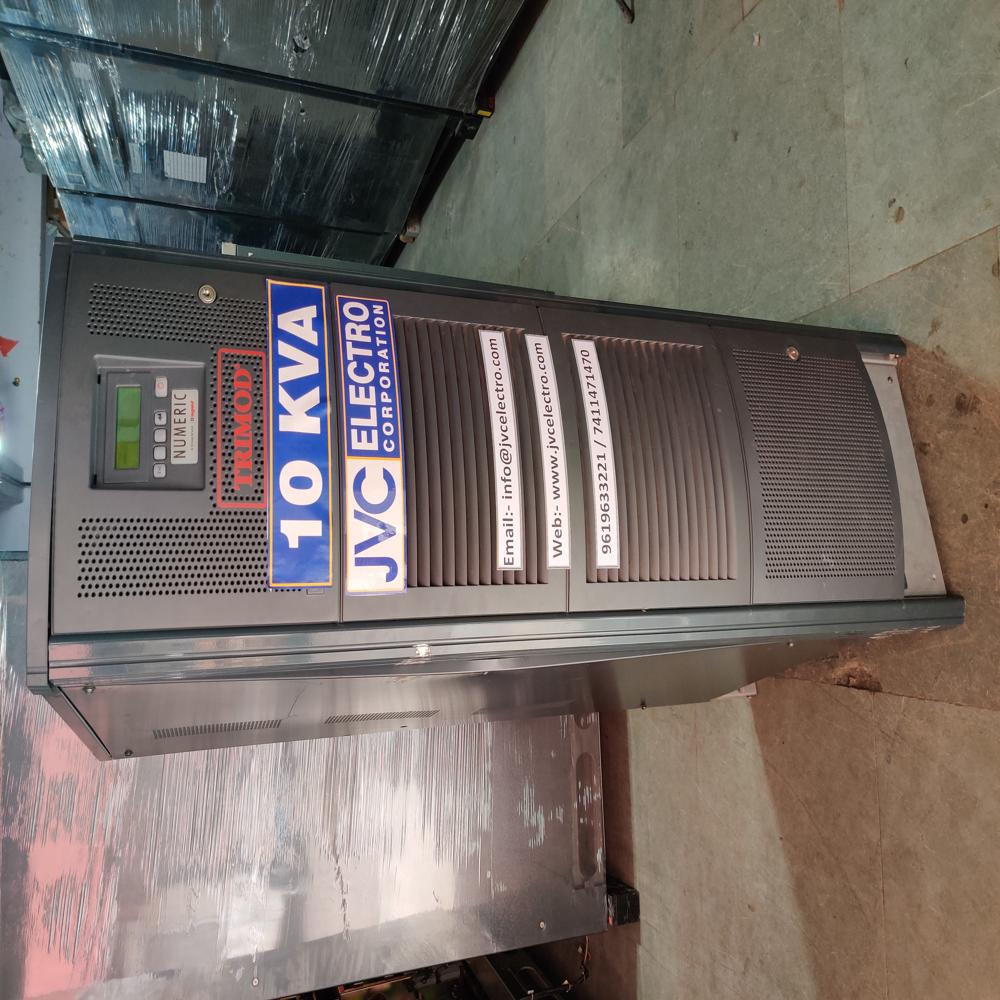 NUMERIC
TRIMOD
10 KVA
JVC ELECTRO
CORPORATION
Email:- info@jvcelectro.com
Web:- www.jvcelectro.com
9619633221 / 7411471470